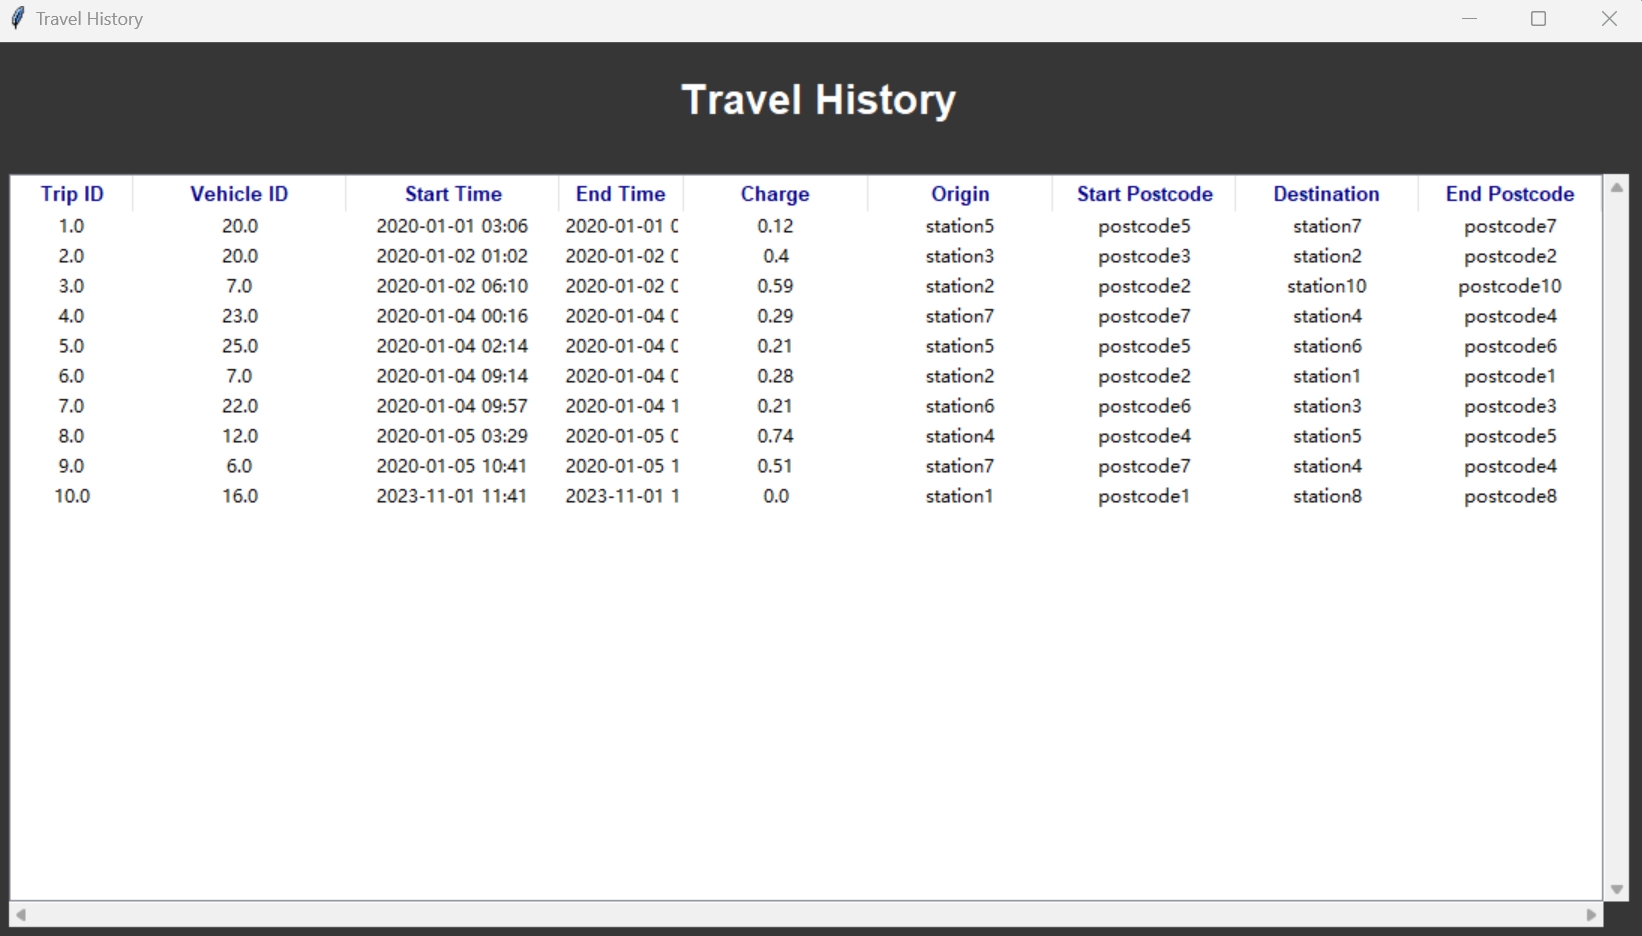 Travel History
Travel History
Trip ID Vehicle ID Start Time End Time Charge Origin Start Postcode Destination End Postcode
1.0 20.0 2020-01-01 03:06 2020-01-01 0.12 station5 postcode5 station7 postcode7
2.0 20.0 2020-01-02 01:02 2020-01-02 0.4 station3 postcode3 station2 postcode2
3.0 7.0 2020-01-02 06:10 2020-01-02 0.59 station2 postcode2 station10 postcode10
4.0 23.0 2020-01-04 00:16 2020-01-04 0.29 station7 postcode7 station4 postcode4
5.0 25.0 2020-01-04 02:14 2020-01-04 0.21 station5 postcode5 station6 postcode6
6.0 7.0 2020-01-04 09:14 2020-01-04 0.28 station2 postcode2 station1 postcode1
7.0 22.0 2020-01-04 09:57 2020-01-04 1 0.21 station6 postcode6 station3 postcode3
8.0 12.0 2020-01-05 03:29 2020-01-05 0.74 station4 postcode4 station5 postcode5
9.0 6.0 2020-01-05 10:41 2020-01-05 1 0.51 station7 postcode7 station4 postcode4
10.0 16.0 2023-11-01 11:41 2023-11-01 1 0.0 station1 postcode1 station8 postcode8